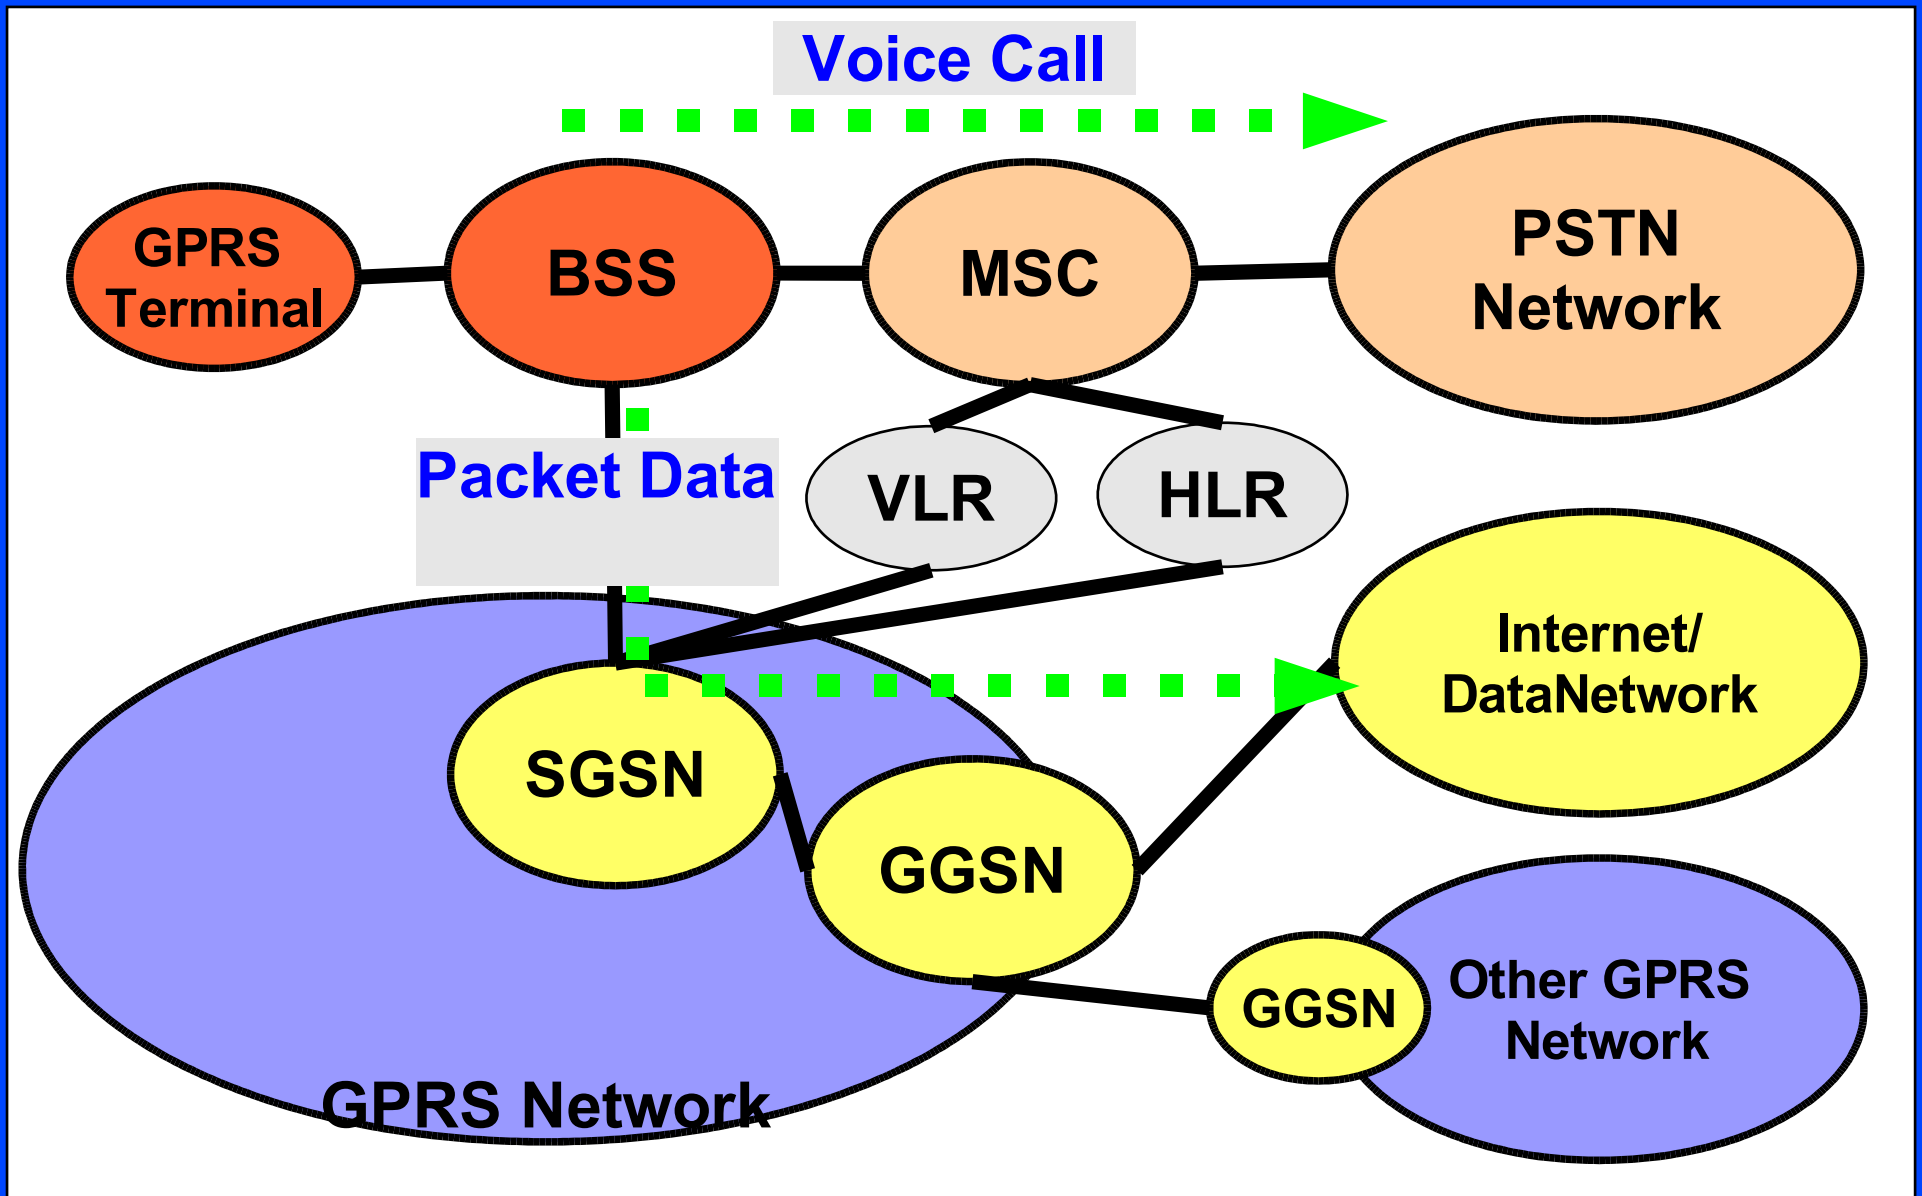 Voice Call
GPRS
Terminal
BSS
MSC
PSTN
Network
Packet Data
VLR
HLR
Internet/
DataNetwork
SGSN
GGSN
GGSN
Other GPRS
Network
GPRS Network